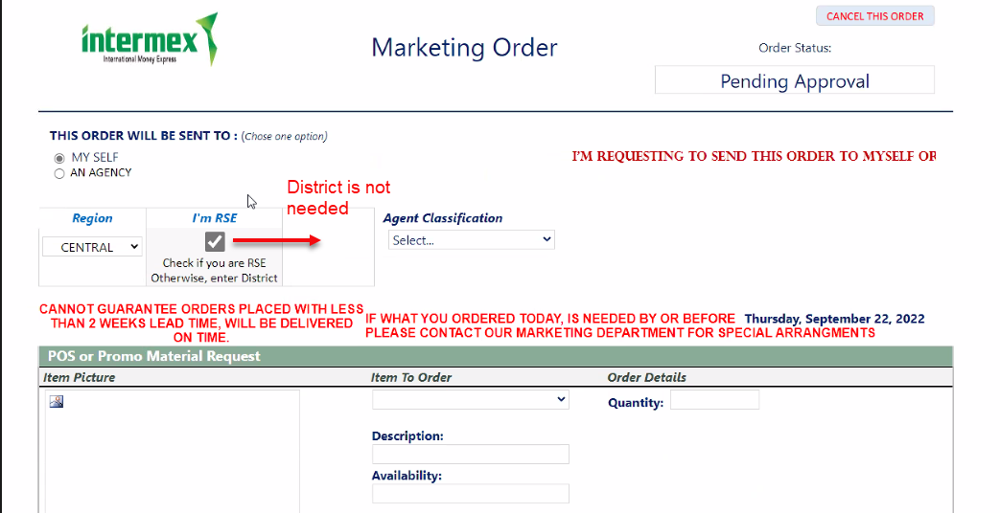 CANCEL THIS ORDER
intermex
International Money Express
Marketing Order
Order Status:
Pending Approval
THIS ORDER WILL BE SENT TO : (Chose one option)
MY SELF
AN AGENCY
I'M REQUESTING TO SEND THIS ORDER TO MYSELF OR
District is not
needed
Region
I'm RSE
Agent Classification
CENTRAL
Select...
Check if you are RSE
Otherwise, enter District
CANNOT GUARANTEE ORDERS PLACED WITH LESS
THAN 2 WEEKS LEAD TIME, WILL BE DELIVERED
ON TIME.
IF WHAT YOU ORDERED TODAY, IS NEEDED BY OR BEFORE Thursday, September 22, 2022
PLEASE CONTACT OUR MARKETING DEPARTMENT FOR SPECIAL ARRANGMENTS
POS or Promo Material Request
Item Picture
Item To Order
Order Details
Quantity:
Description:
Availability: